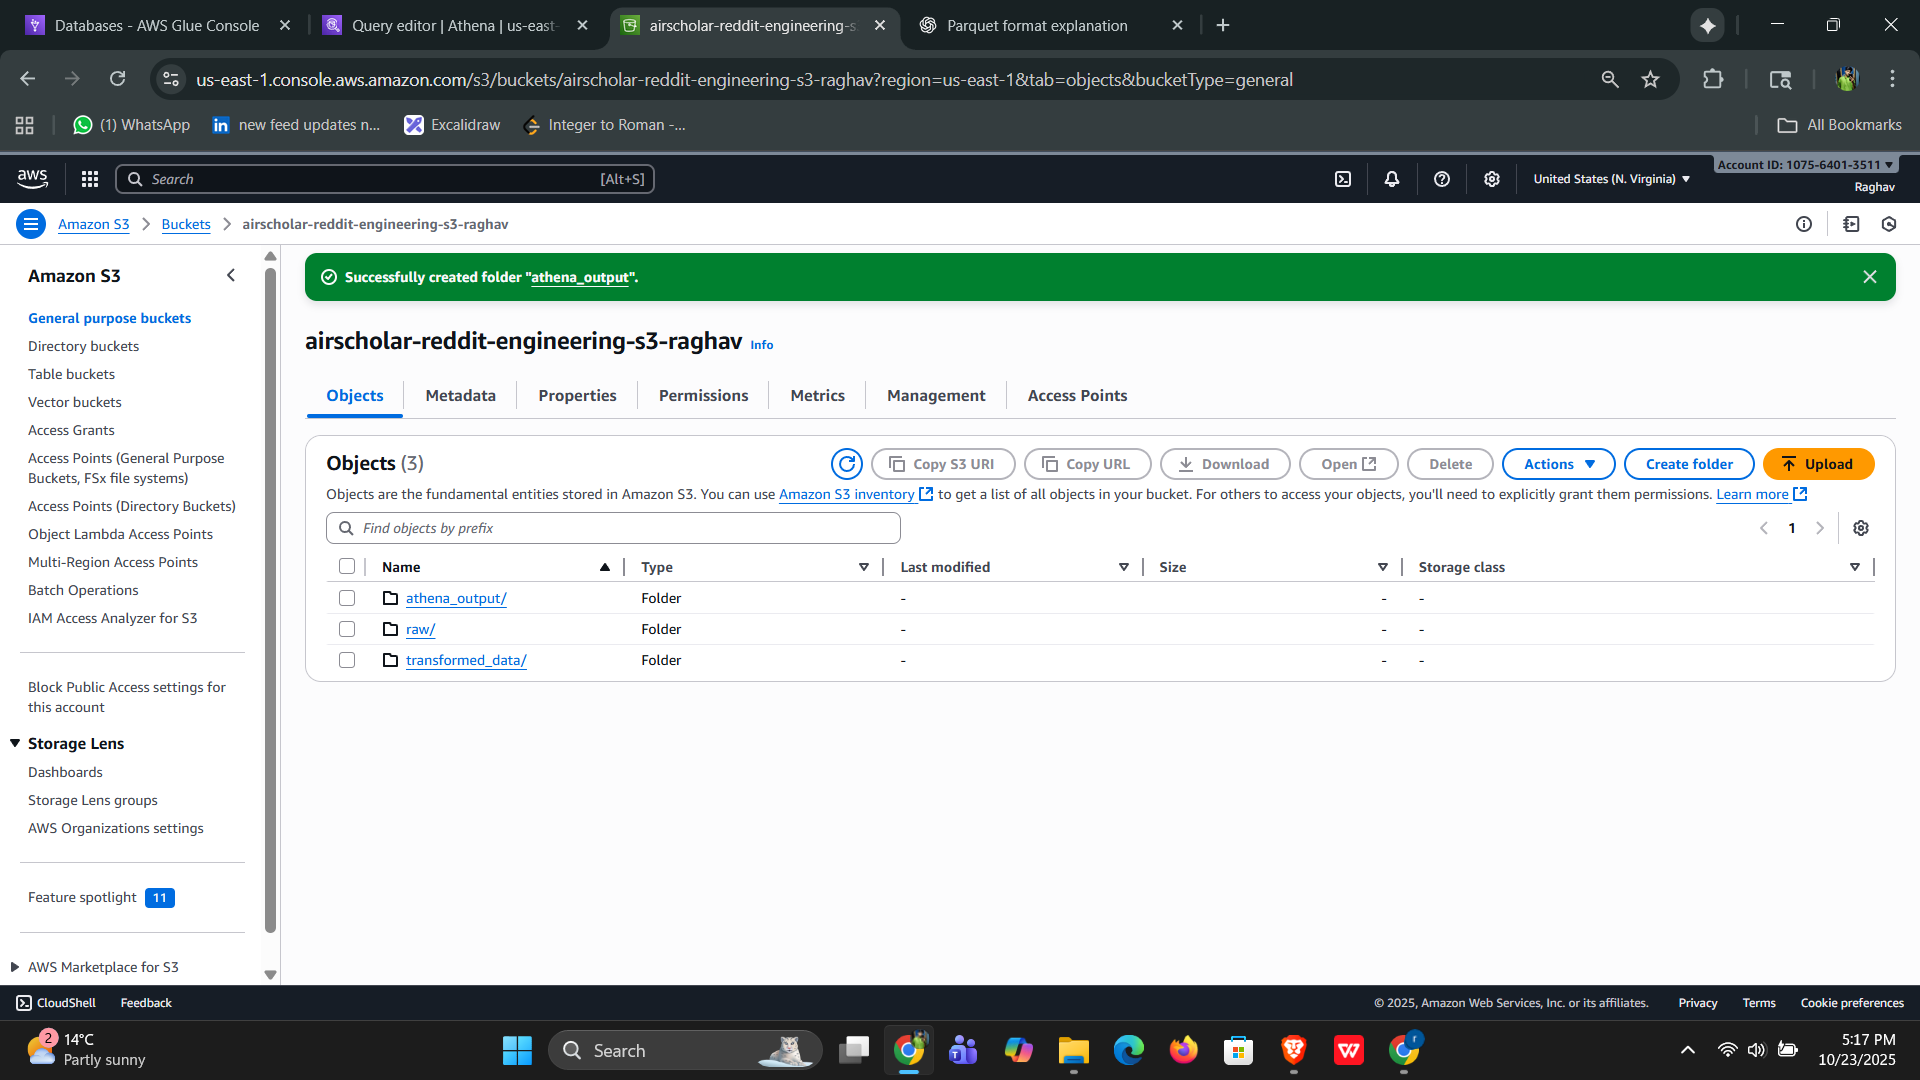 Databases - AWS Glue Console
Query editor | Athena | us-east-
airscholar-reddit-engineering-s
Parquet format explanation
us-east-1.console.aws.amazon.com/s3/buckets/airscholar-reddit-engineering-s3-raghav?region=us-east-1&tab=objects&bucketType=general
(1) WhatsApp
new feed updates n...
Excalidraw
Integer to Roman -...
All Bookmarks
aws
Search
[Alt+S]
United States (N. Virginia)
Account ID: 1075-6401-3511
Raghav
Amazon S3
Buckets
airscholar-reddit-engineering-s3-raghav
Amazon S3
General purpose buckets
Directory buckets
Table buckets
Vector buckets
Access Grants
Access Points (General Purpose
Buckets, FSx file systems)
Access Points (Directory Buckets)
Object Lambda Access Points
Multi-Region Access Points
Batch Operations
IAM Access Analyzer for S3
Block Public Access settings for
this account
Storage Lens
Dashboards
Storage Lens groups
AWS Organizations settings
Feature spotlight 11
AWS Marketplace for S3
Successfully created folder "athena_output".
airscholar-reddit-engineering-s3-raghav Info
Objects
Metadata
Properties
Permissions
Metrics
Management
Access Points
Objects (3)
Copy S3 URI
Copy URL
Download
Open
Delete
Actions
Create folder
Upload
Objects are the fundamental entities stored in Amazon S3. You can use Amazon S3 inventory to get a list of all objects in your bucket. For others to access your objects, you'll need to explicitly grant them permissions. Learn more
Find objects by prefix
1
Name Type Last modified Size Storage class
athena_output/ Folder - - -
raw/ Folder - - -
transformed_data/ Folder - - -
CloudShell
Feedback
© 2025, Amazon Web Services, Inc. or its affiliates.
Privacy
Terms
Cookie preferences
2
14°C
Partly sunny
Search
5:17 PM
10/23/2025